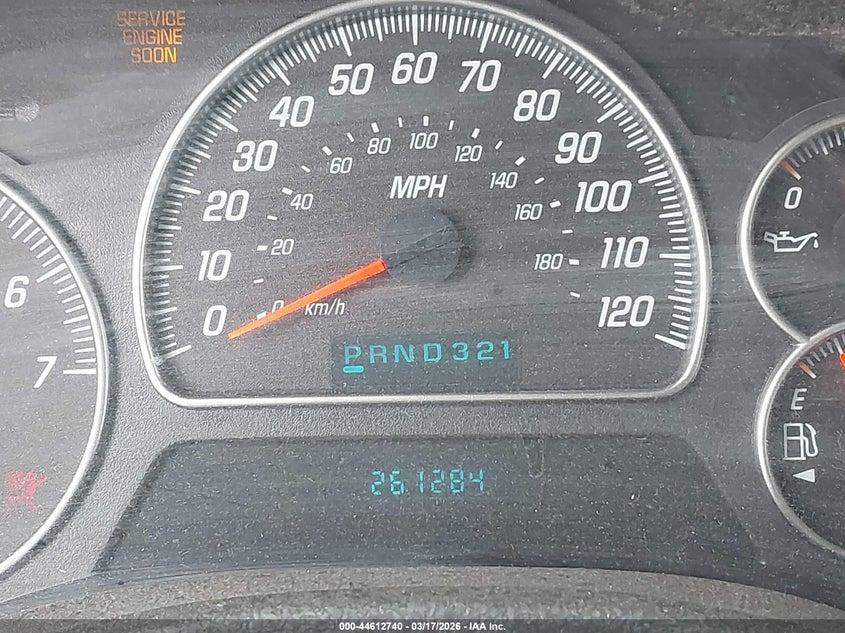 SERVICE
ENGINE
SOON
0 10 20 30 40 50 60 70 80 90 100 110 120
0 20 40 60 80 100 120 140 160 180
MPH
km/h
PRND321
261284
6
7
0
E
000-44612740 - 03/17/2026 - IAA Inc.